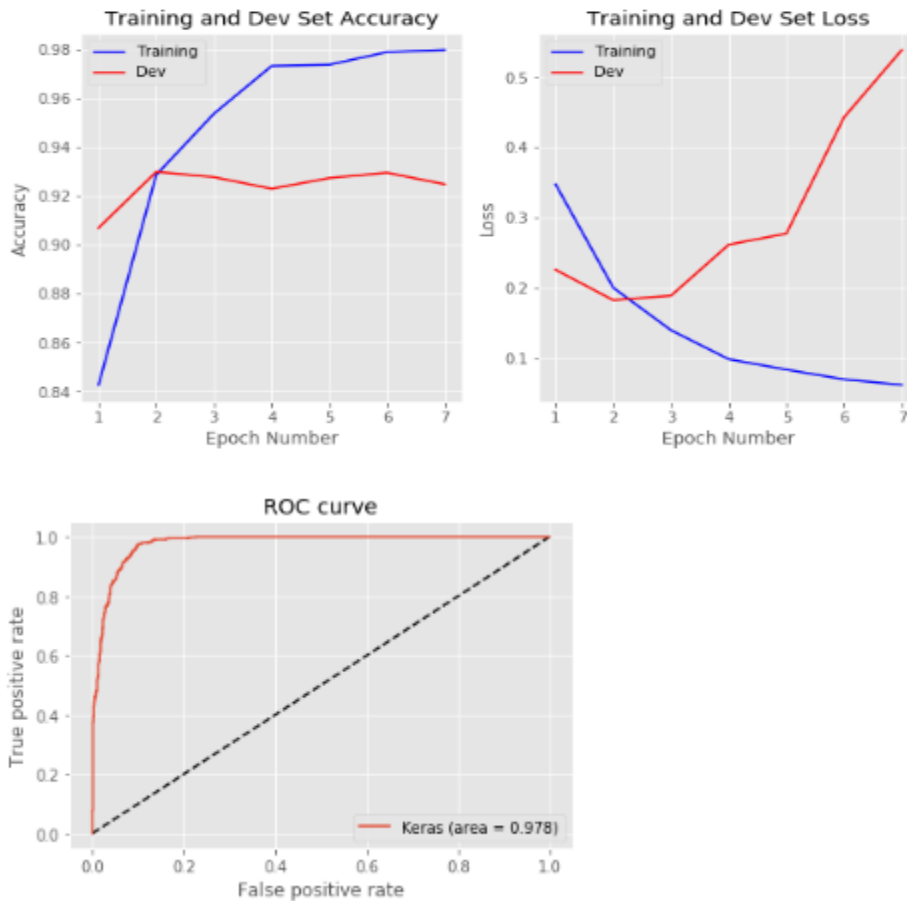 Training and Dev Set Accuracy
Training
Dev
0.98
0.96
0.94
0.92
0.90
0.88
0.86
0.84
Accuracy
1 2 3 4 5 6 7
Epoch Number
Training and Dev Set Loss
Training
Dev
0.5
0.4
0.3
0.2
0.1
Loss
1 2 3 4 5 6 7
Epoch Number
ROC curve
1.0
0.8
0.6
0.4
0.2
0.0
True positive rate
Keras (area = 0.978)
0.0 0.2 0.4 0.6 0.8 1.0
False positive rate